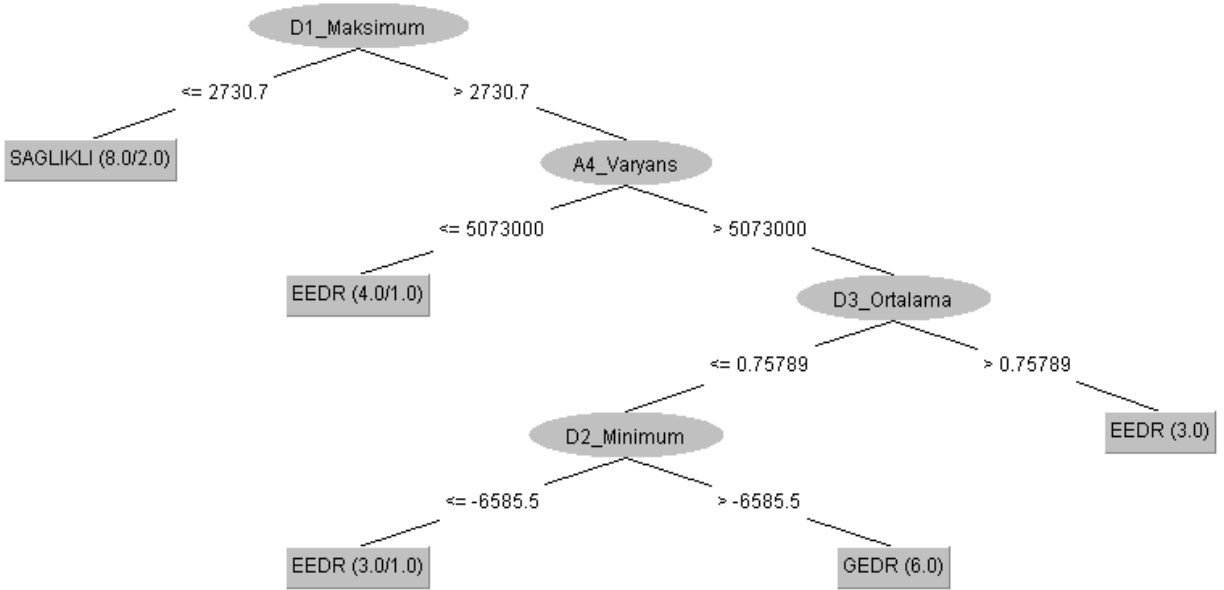 D1_Maksimum
<= 2730.7
> 2730.7
SAGLIKLI (8.0/2.0)
A4_Varyans
<= 5073000
> 5073000
EEDR (4.0/1.0)
D3_Ortalama
<= 0.75789
> 0.75789
D2_Minimum
EEDR (3.0)
<= -6585.5
> -6585.5
EEDR (3.0/1.0)
GEDR (6.0)